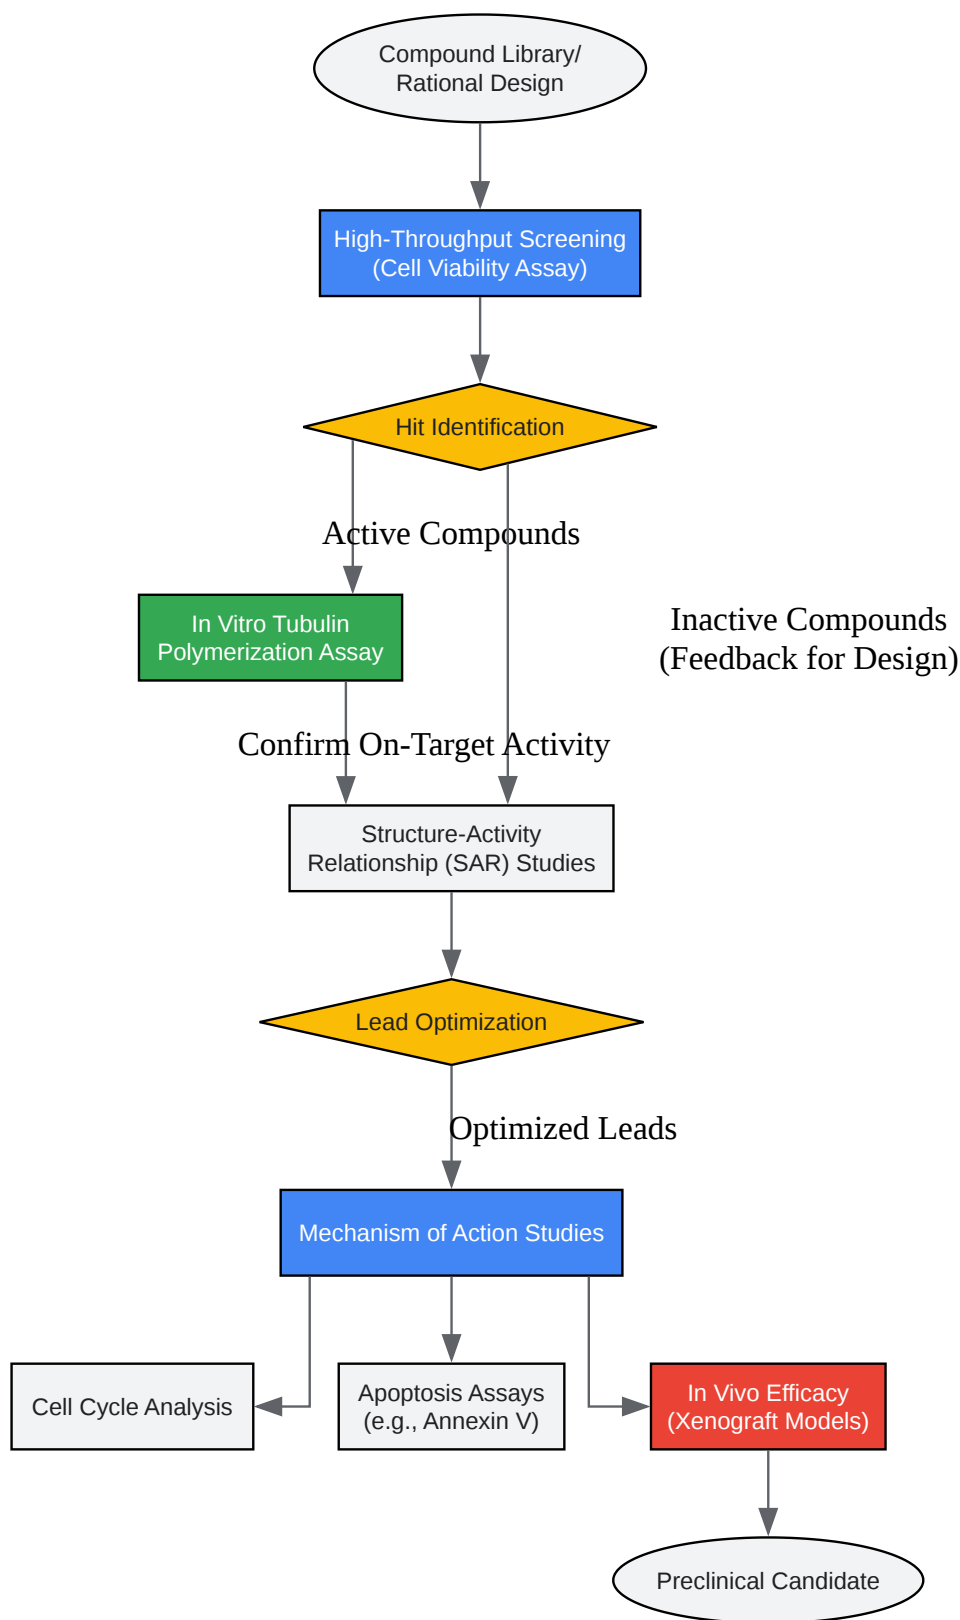 Compound Library/
Rational Design
High-Throughput Screening
(Cell Viability Assay)
Hit Identification
Active Compounds
In Vitro Tubulin
Polymerization Assay
Inactive Compounds
(Feedback for Design)
Confirm On-Target Activity
Structure-Activity
Relationship (SAR) Studies
Lead Optimization
Optimized Leads
Mechanism of Action Studies
Cell Cycle Analysis
Apoptosis Assays
(e.g., Annexin V)
In Vivo Efficacy
(Xenograft Models)
Preclinical Candidate